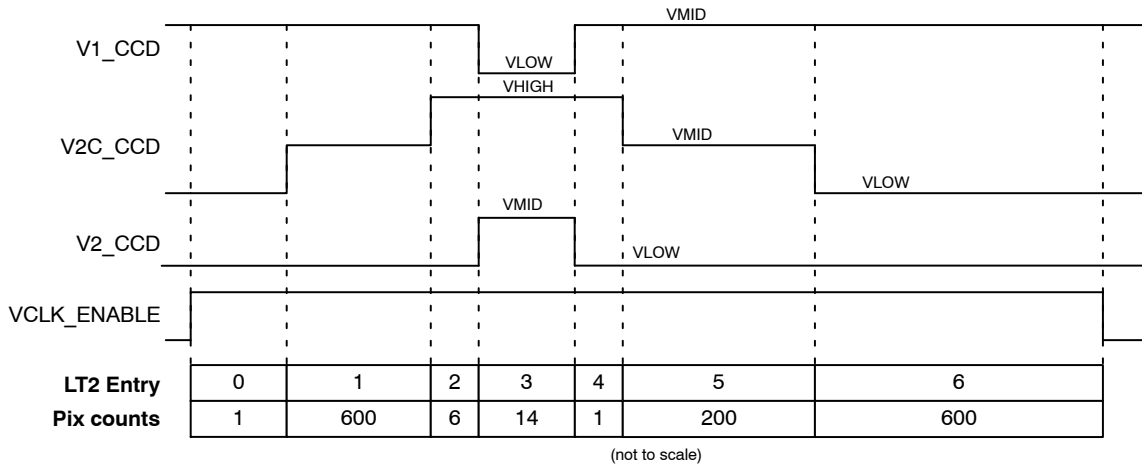 VMID
V1_CCD
VLOW
VHIGH
V2C_CCD
VMID
VLOW
VMID
V2_CCD
VLOW
VCLK_ENABLE
LT2 Entry 0 1 2 3 4 5 6
Pix counts 1 600 6 14 1 200 600
(not to scale)